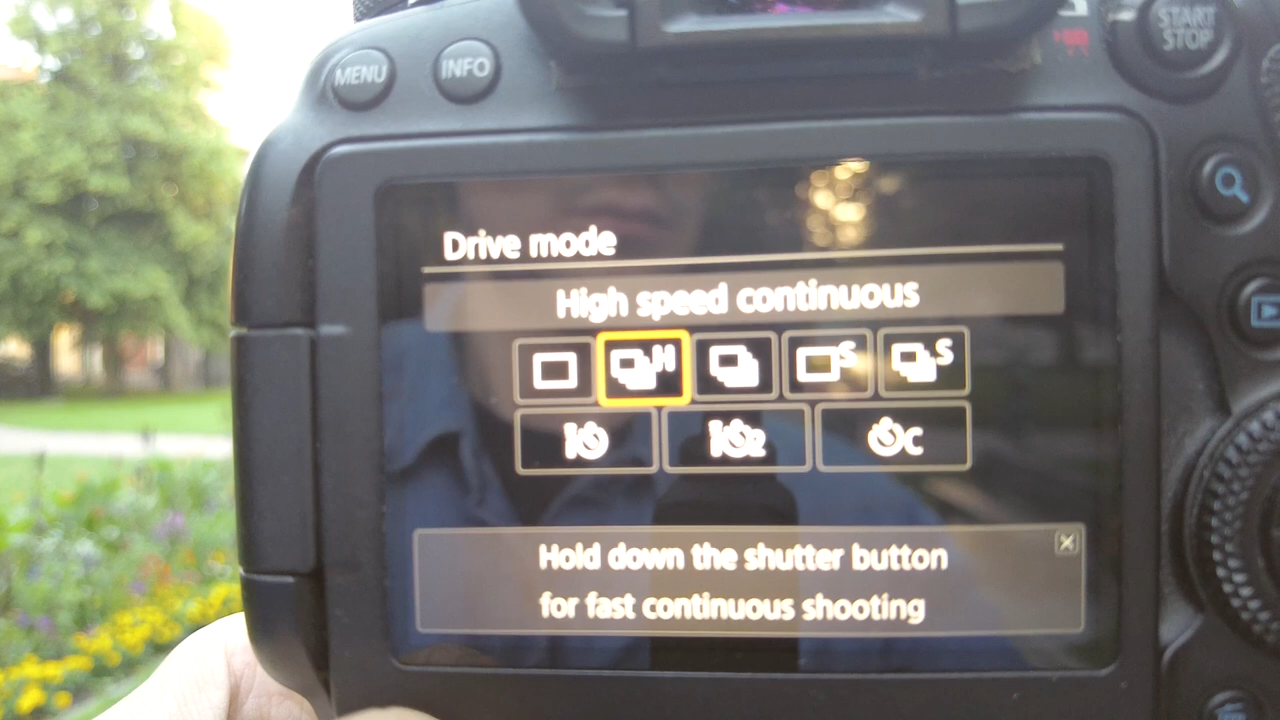 MENU INFO START
STOP
Drive mode
High speed continuous
H S S
2 C
Hold down the shutter button
for fast continuous shooting